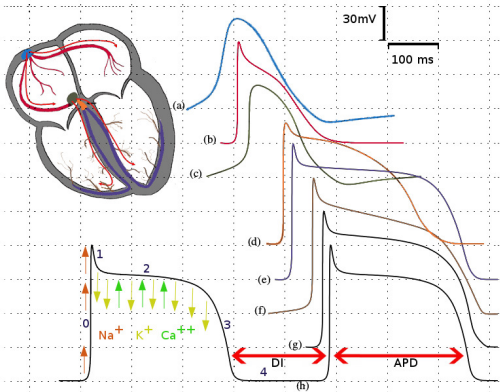 30mV
100 ms
(a)
(b)
(c)
(d)
(e)
(f)
(g)
(h)
1
2
0
3
4
Na+ K+ Ca++
DI APD